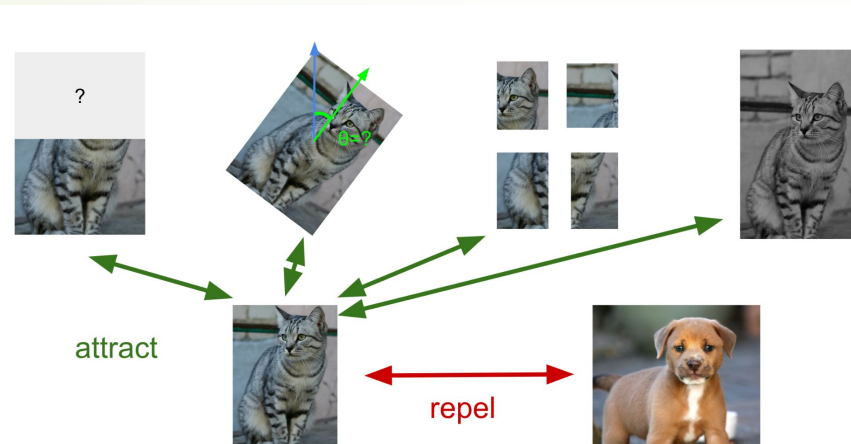 ?
θ=?
attract
repel